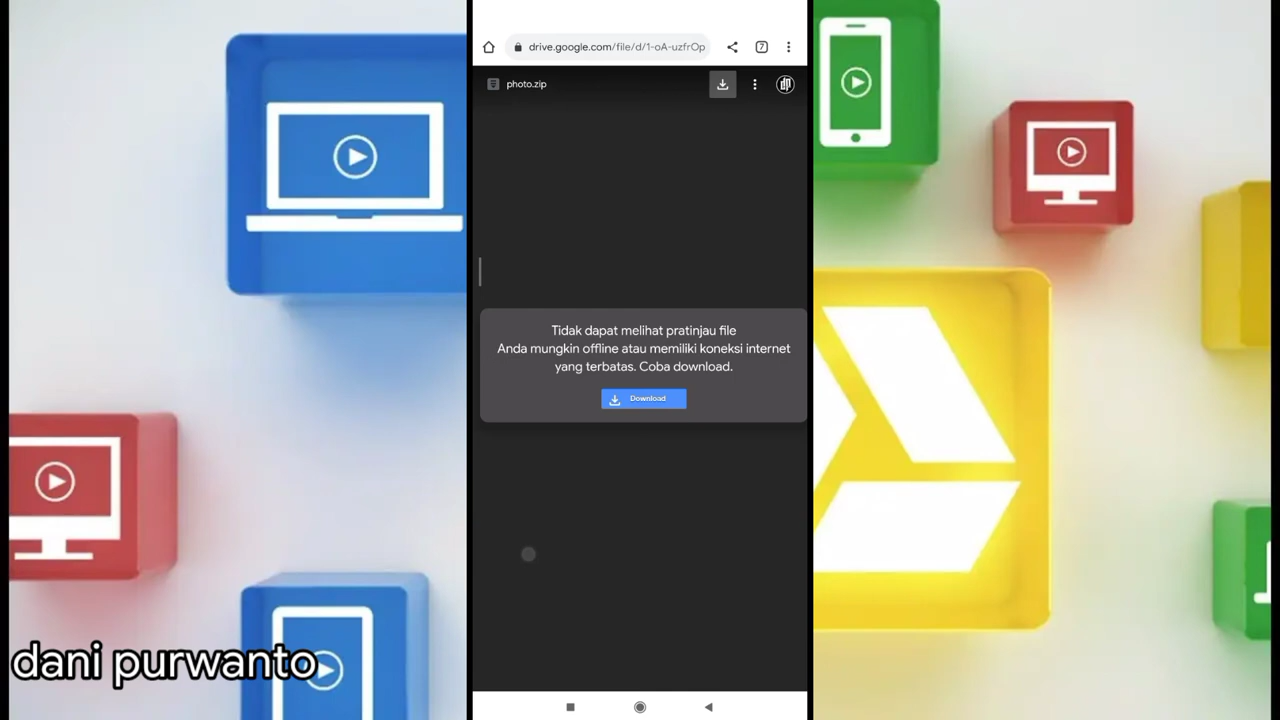 drive.google.com/file/d/1-oA-uzfrOp
7
photo.zip
Tidak dapat melihat pratinjau file
Anda mungkin offline atau memiliki koneksi internet
yang terbatas. Coba download.
Download
dani purwanto